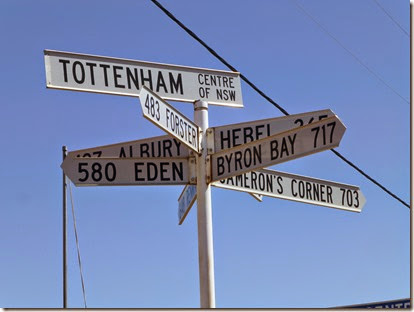 TOTTENHAM CENTRE
OF NSW
483 FORSTER
HEBEL
ALBURY
BYRON BAY 717
580 EDEN
CAMERON'S CORNER 703